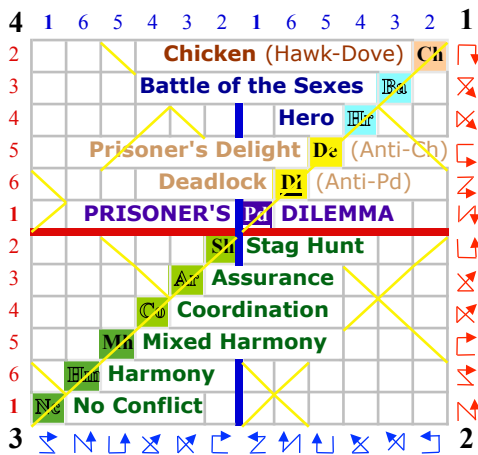 4 1 6 5 4 3 2 1 6 5 4 3 2 1
2 Chicken (Hawk-Dove) Ch
3 Battle of the Sexes Ba
4 Hero Hr
5 Prisoner's Delight De (Anti-Ch)
6 Deadlock Dl (Anti-Pd)
1 PRISONER'S Pd DILEMMA
2 Sh Stag Hunt
3 Ar Assurance
4 Co Coordination
5 Mh Mixed Harmony
6 Hm Harmony
1 Nc No Conflict
3 2